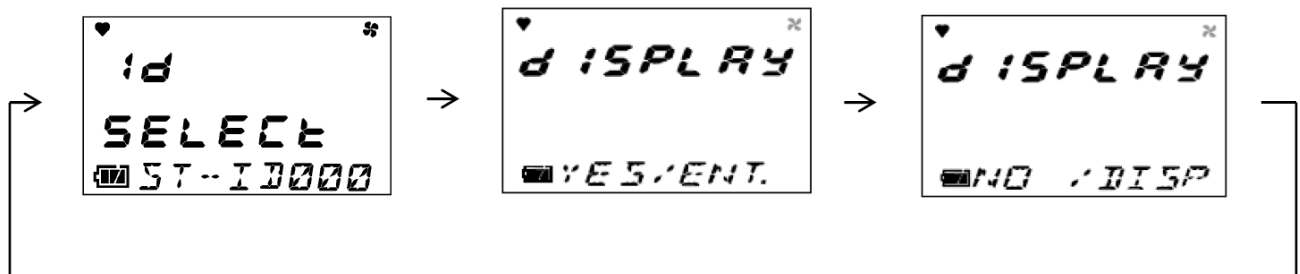 id
SELECt
ST--ID000
dISPLAY
YES/ENT.
dISPLAY
NO /DISP